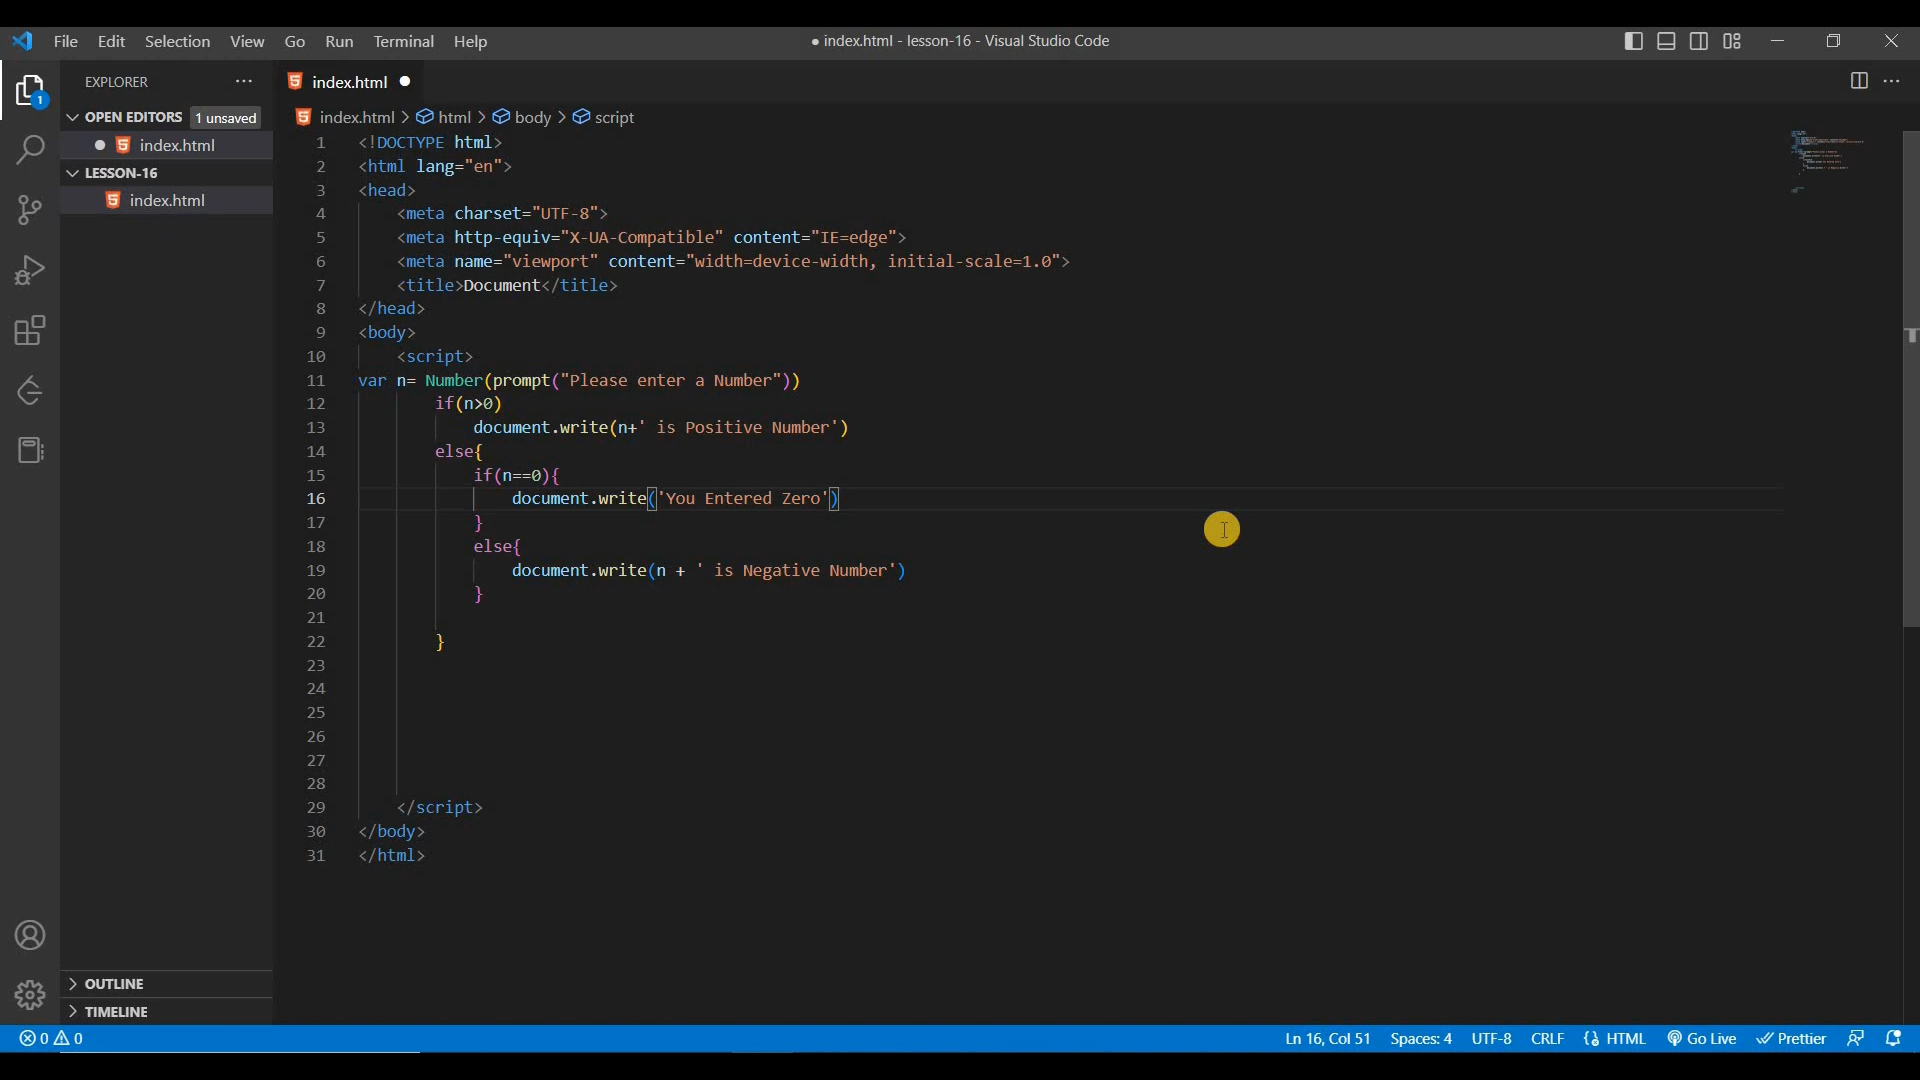 File Edit Selection View Go Run Terminal Help
● index.html - lesson-16 - Visual Studio Code
EXPLORER
index.html
OPEN EDITORS 1 unsaved
index.html
LESSON-16
index.html
index.html > html > body > script
1 <!DOCTYPE html>
2 <html lang="en">
3 <head>
4 <meta charset="UTF-8">
5 <meta http-equiv="X-UA-Compatible" content="IE=edge">
6 <meta name="viewport" content="width=device-width, initial-scale=1.0">
7 <title>Document</title>
8 </head>
9 <body>
10 <script>
11 var n= Number(prompt("Please enter a Number"))
12 if(n>0)
13 document.write(n+' is Positive Number')
14 else{
15 if(n==0){
16 document.write('You Entered Zero')
17 }
18 else{
19 document.write(n + ' is Negative Number')
20 }
21
22 }
23
24
25
26
27
28
29 </script>
30 </body>
31 </html>
OUTLINE
TIMELINE
1
0 0
Ln 16, Col 51 Spaces: 4 UTF-8 CRLF HTML Go Live Prettier